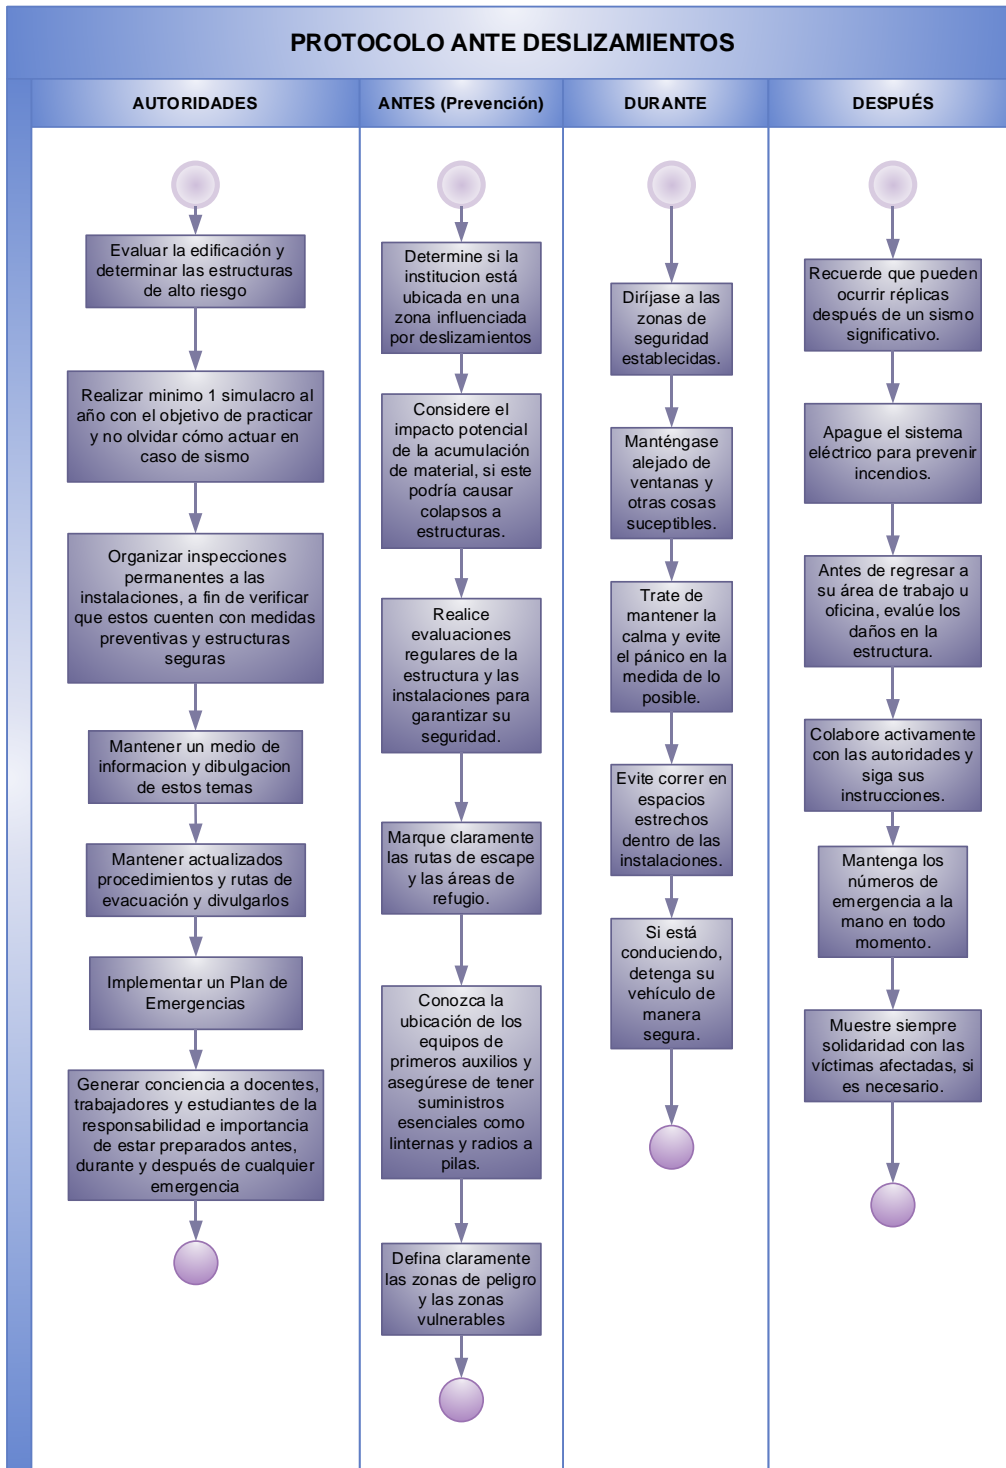 PROTOCOLO ANTE DESLIZAMIENTOS
AUTORIDADES
ANTES (Prevención)
DURANTE
DESPUÉS
Evaluar la edificación y
determinar las estructuras
de alto riesgo
Realizar minimo 1 simulacro al
año con el objetivo de practicar
y no olvidar cómo actuar en
caso de sismo
Organizar inspecciones
permanentes a las
instalaciones, a fin de verificar
que estos cuenten con medidas
preventivas y estructuras
seguras
Mantener un medio de
informacion y dibulgacion
de estos temas
Mantener actualizados
procedimientos y rutas de
evacuación y divulgarlos
Implementar un Plan de
Emergencias
Generar conciencia a docentes,
trabajadores y estudiantes de la
responsabilidad e importancia
de estar preparados antes,
durante y después de cualquier
emergencia
Determine si la
institucion está
ubicada en una
zona influenciada
por deslizamientos
Considere el
impacto potencial
de la acumulación
de material, si este
podría causar
colapsos a
estructuras.
Realice
evaluaciones
regulares de la
estructura y las
instalaciones para
garantizar su
seguridad.
Marque claramente
las rutas de escape
y las áreas de
refugio.
Conozca la
ubicación de los
equipos de
primeros auxilios y
asegúrese de tener
suministros
esenciales como
linternas y radios a
pilas.
Defina claramente
las zonas de peligro
y las zonas
vulnerables
Diríjase a las
zonas de
seguridad
establecidas.
Manténgase
alejado de
ventanas y
otras cosas
suceptibles.
Trate de
mantener la
calma y evite
el pánico en la
medida de lo
posible.
Evite correr en
espacios
estrechos
dentro de las
instalaciones.
Si está
conduciendo,
detenga su
vehículo de
manera
segura.
Recuerde que pueden
ocurrir réplicas
después de un sismo
significativo.
Apague el sistema
eléctrico para prevenir
incendios.
Antes de regresar a
su área de trabajo u
oficina, evalúe los
daños en la
estructura.
Colabore activamente
con las autoridades y
siga sus
instrucciones.
Mantenga los
números de
emergencia a la
mano en todo
momento.
Muestre siempre
solidaridad con las
víctimas afectadas, si
es necesario.